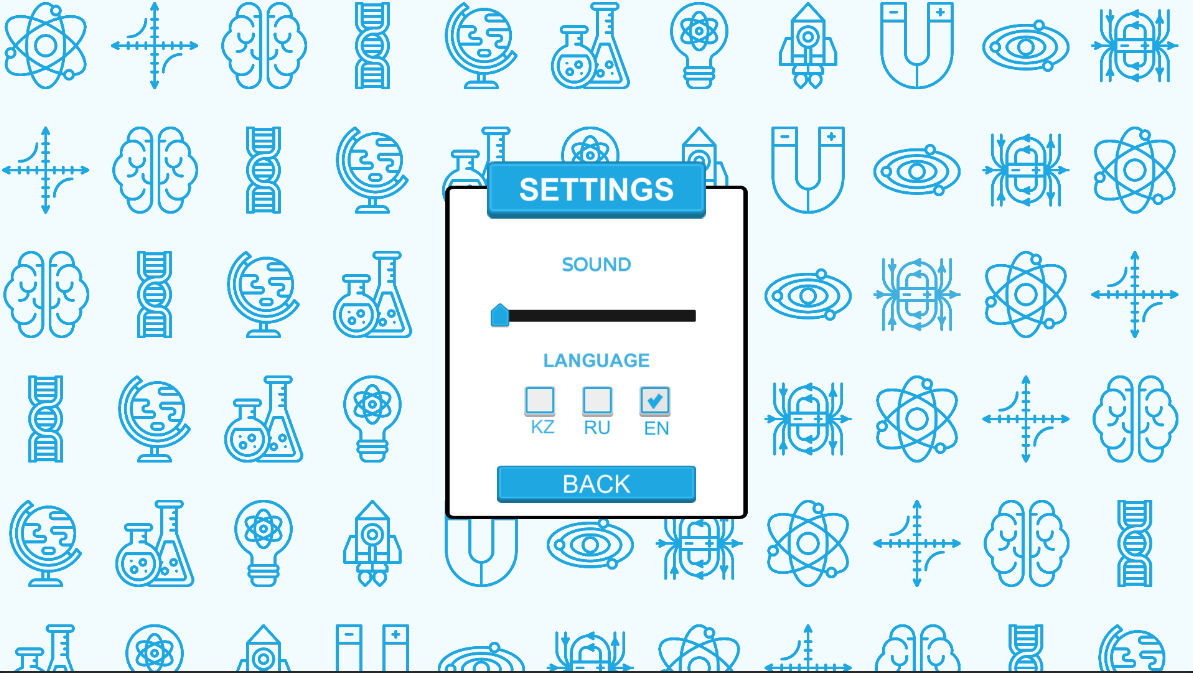 SETTINGS
SOUND
LANGUAGE
KZ RU EN
BACK